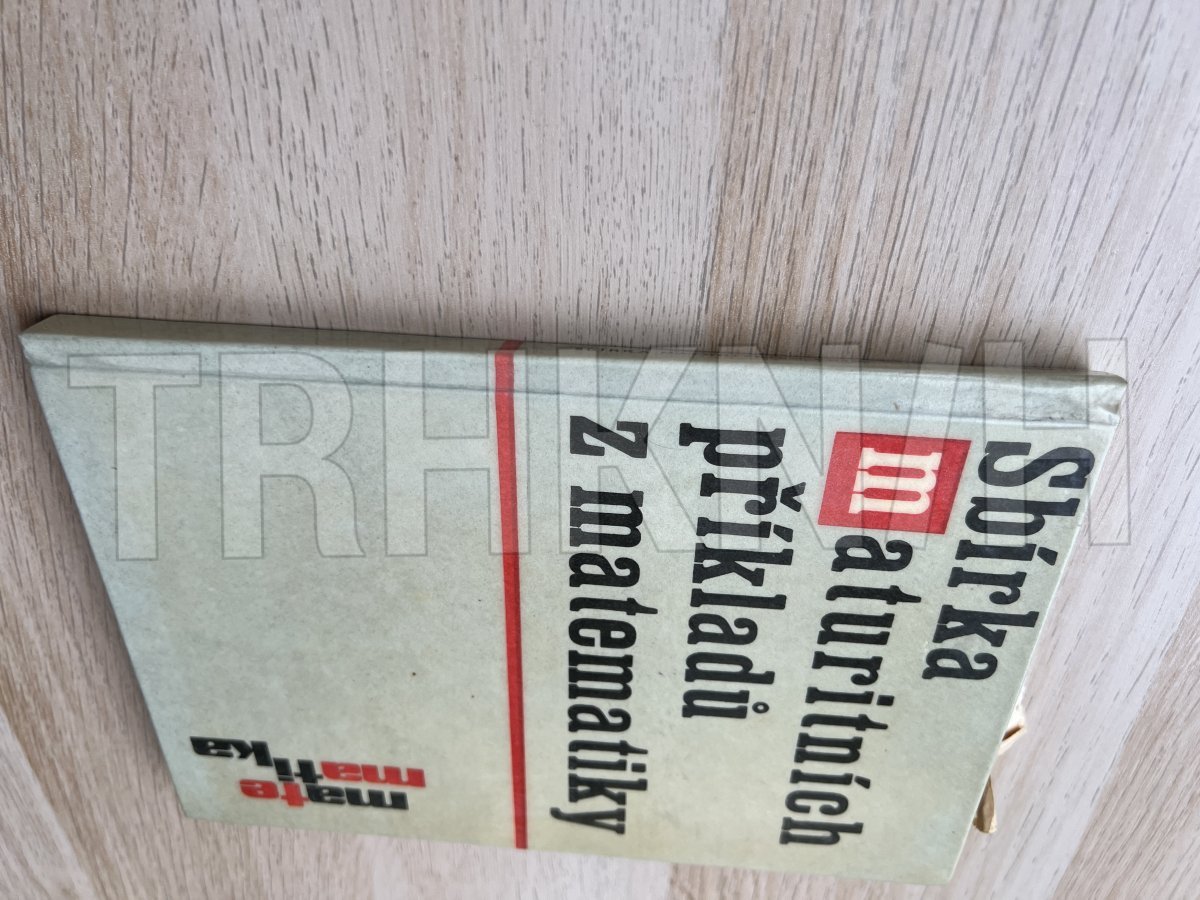 Sbírka
maturitních
příkladů
z matematiky
mate
matika
TRHKNIH